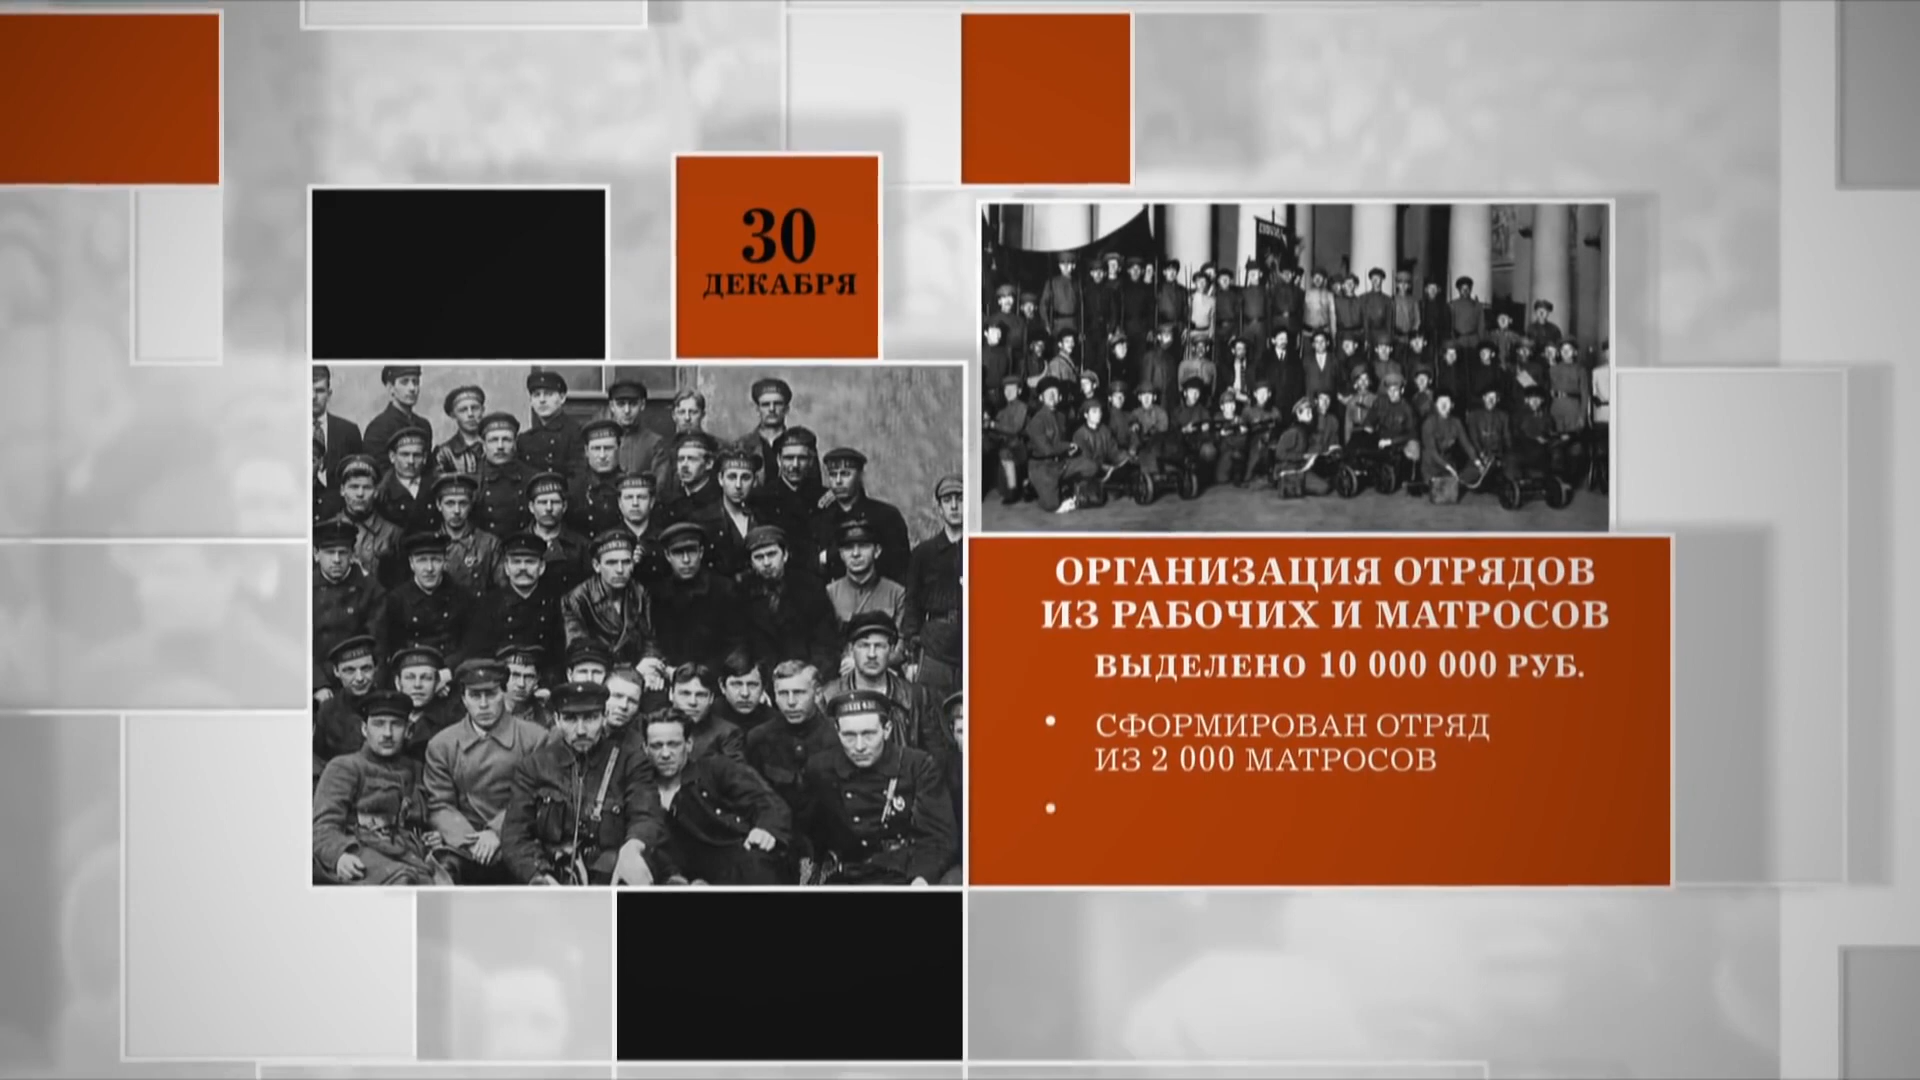 30
ДЕКАБРЯ
ОРГАНИЗАЦИЯ ОТРЯДОВ
ИЗ РАБОЧИХ И МАТРОСОВ
ВЫДЕЛЕНО 10 000 000 РУБ.
• СФОРМИРОВАН ОТРЯД
ИЗ 2 000 МАТРОСОВ
•